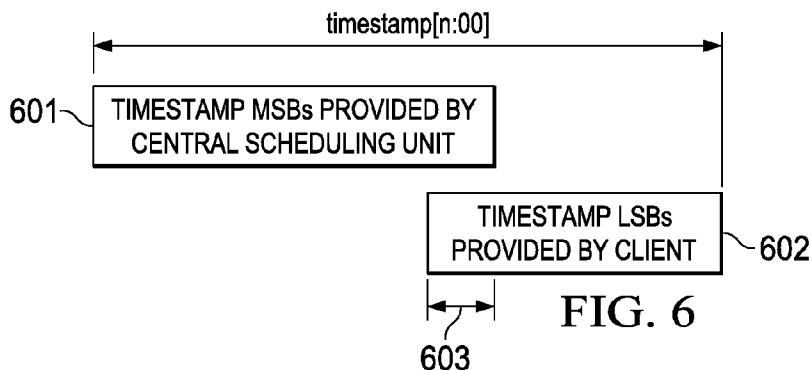 timestamp[n:00]
601
TIMESTAMP MSBs PROVIDED BY
CENTRAL SCHEDULING UNIT
TIMESTAMP LSBs
PROVIDED BY CLIENT
602
603
FIG. 6